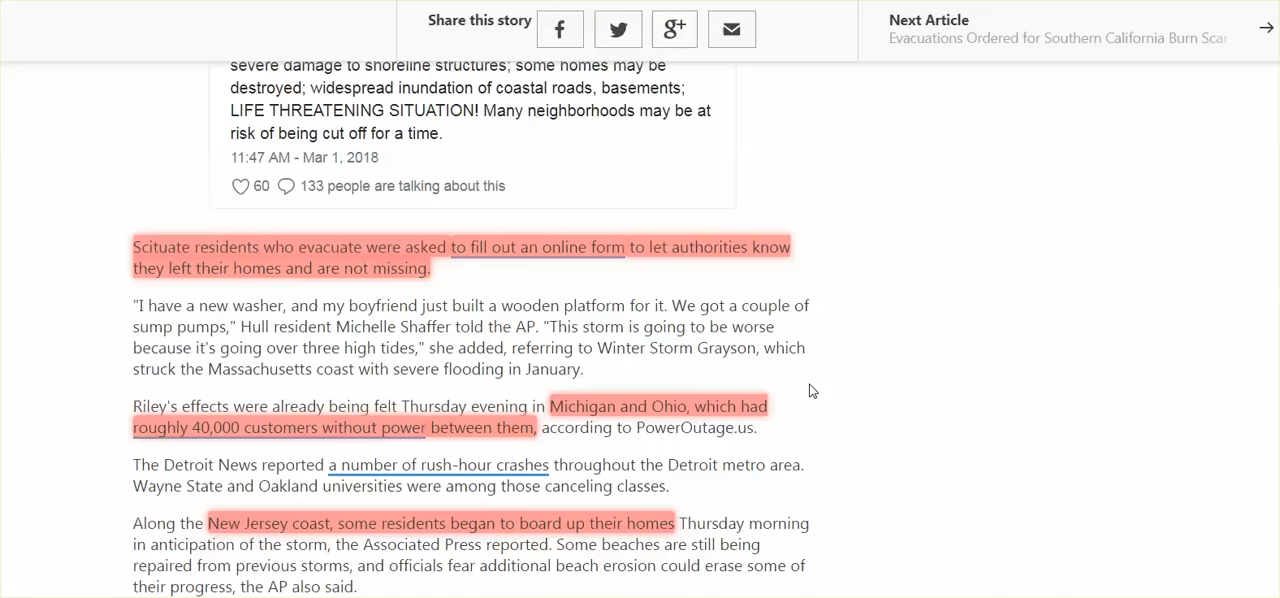 Share this story
Next Article
Evacuations Ordered for Southern California Burn Scar
severe damage to shoreline structures; some homes may be
destroyed; widespread inundation of coastal roads, basements;
LIFE THREATENING SITUATION! Many neighborhoods may be at
risk of being cut off for a time.
11:47 AM - Mar 1, 2018
60 133 people are talking about this
Scituate residents who evacuate were asked to fill out an online form to let authorities know
they left their homes and are not missing.
"I have a new washer, and my boyfriend just built a wooden platform for it. We got a couple of
sump pumps," Hull resident Michelle Shaffer told the AP. "This storm is going to be worse
because it's going over three high tides," she added, referring to Winter Storm Grayson, which
struck the Massachusetts coast with severe flooding in January.
Riley's effects were already being felt Thursday evening in Michigan and Ohio, which had
roughly 40,000 customers without power between them, according to PowerOutage.us.
The Detroit News reported a number of rush-hour crashes throughout the Detroit metro area.
Wayne State and Oakland universities were among those canceling classes.
Along the New Jersey coast, some residents began to board up their homes Thursday morning
in anticipation of the storm, the Associated Press reported. Some beaches are still being
repaired from previous storms, and officials fear additional beach erosion could erase some of
their progress, the AP also said.